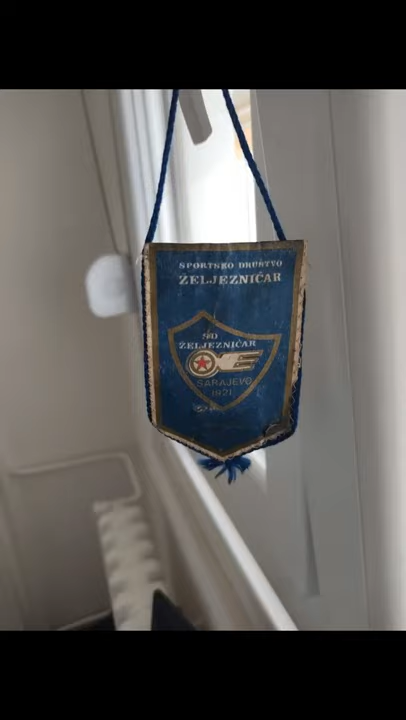 SPORTSKO DRUŠTVO
ŽELJEZNIČAR
SD
ŽELJEZNIČAR
SARAJEVO
1921